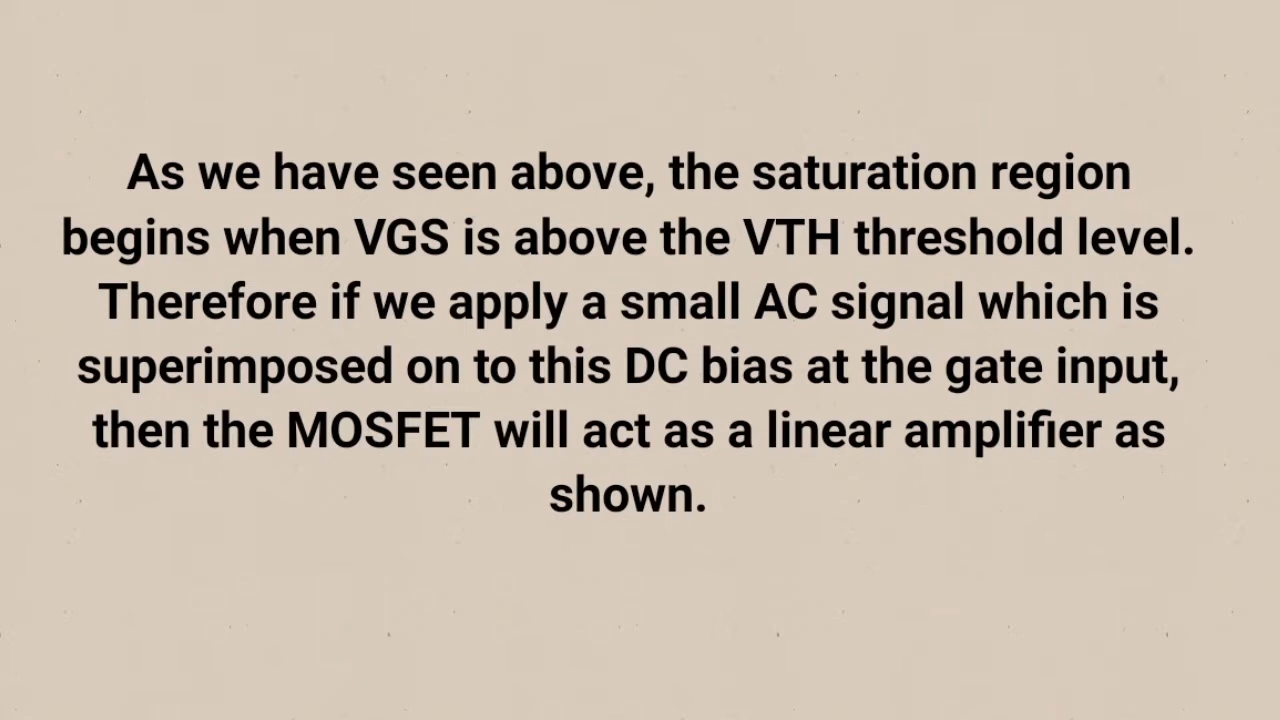 As we have seen above, the saturation region
begins when VGS is above the VTH threshold level.
Therefore if we apply a small AC signal which is
superimposed on to this DC bias at the gate input,
then the MOSFET will act as a linear amplifier as
shown.